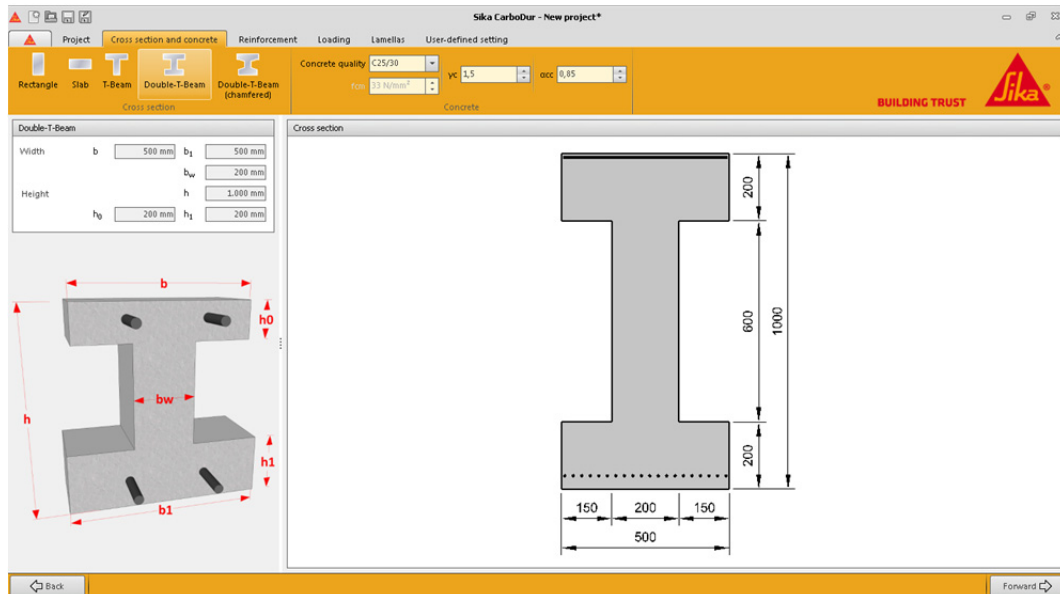 Sika CarboDur - New project*
Project Cross section and concrete Reinforcement Loading Lamellas User-defined setting
Rectangle Slab T-Beam Double-T-Beam Double-T-Beam (chamfered)
Cross section
Concrete quality C25/30
fcm 33 N/mm²
γc 1,5
αcc 0,85
Concrete
BUILDING TRUST
Sika®
Double-T-Beam
Width b 500 mm b1 500 mm
bw 200 mm
Height h 1.000 mm
h0 200 mm h1 200 mm
b
h0
bw
h
h1
b1
Cross section
200
600
1000
200
150 200 150
500
Back
Forward